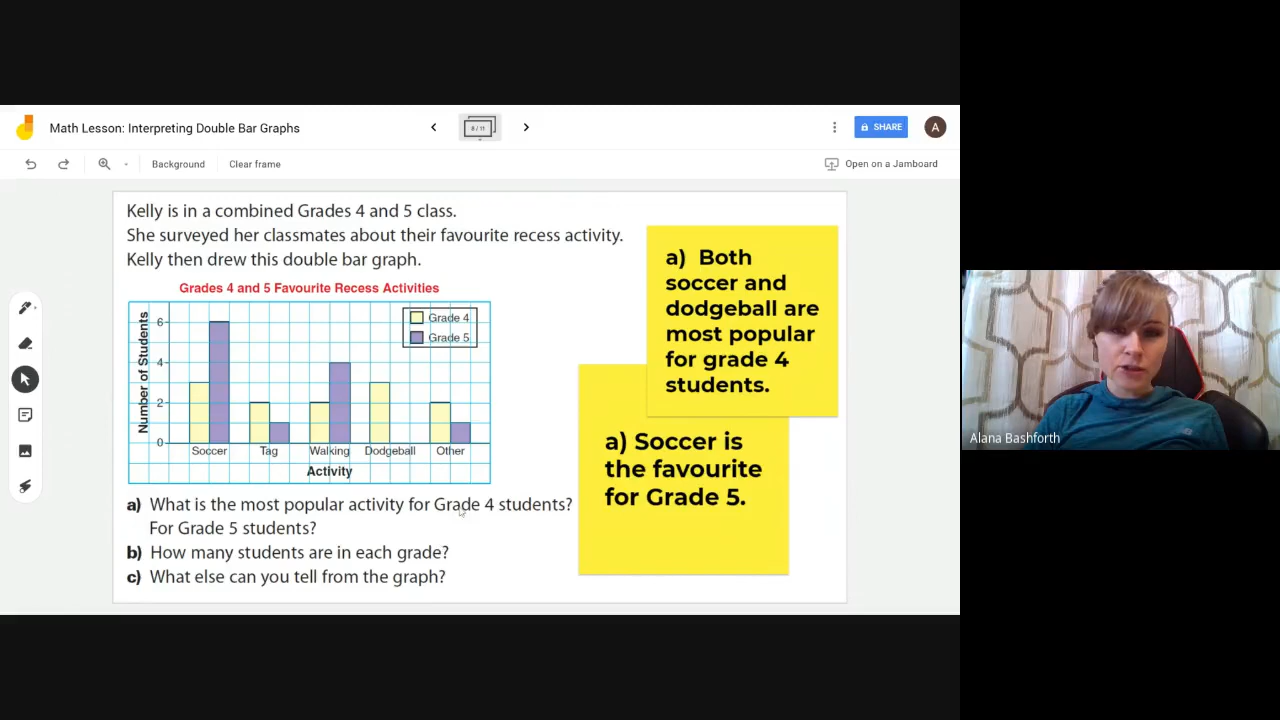 Math Lesson: Interpreting Double Bar Graphs
8 / 11
SHARE
A
Background
Clear frame
Open on a Jamboard
Kelly is in a combined Grades 4 and 5 class.
She surveyed her classmates about their favourite recess activity.
Kelly then drew this double bar graph.
Grades 4 and 5 Favourite Recess Activities
Number of Students
6
4
2
0
Grade 4
Grade 5
Soccer Tag Walking Dodgeball Other
Activity
a) What is the most popular activity for Grade 4 students?
For Grade 5 students?
b) How many students are in each grade?
c) What else can you tell from the graph?
a) Both
soccer and
dodgeball are
most popular
for grade 4
students.
a) Soccer is
the favourite
for Grade 5.
Alana Bashforth